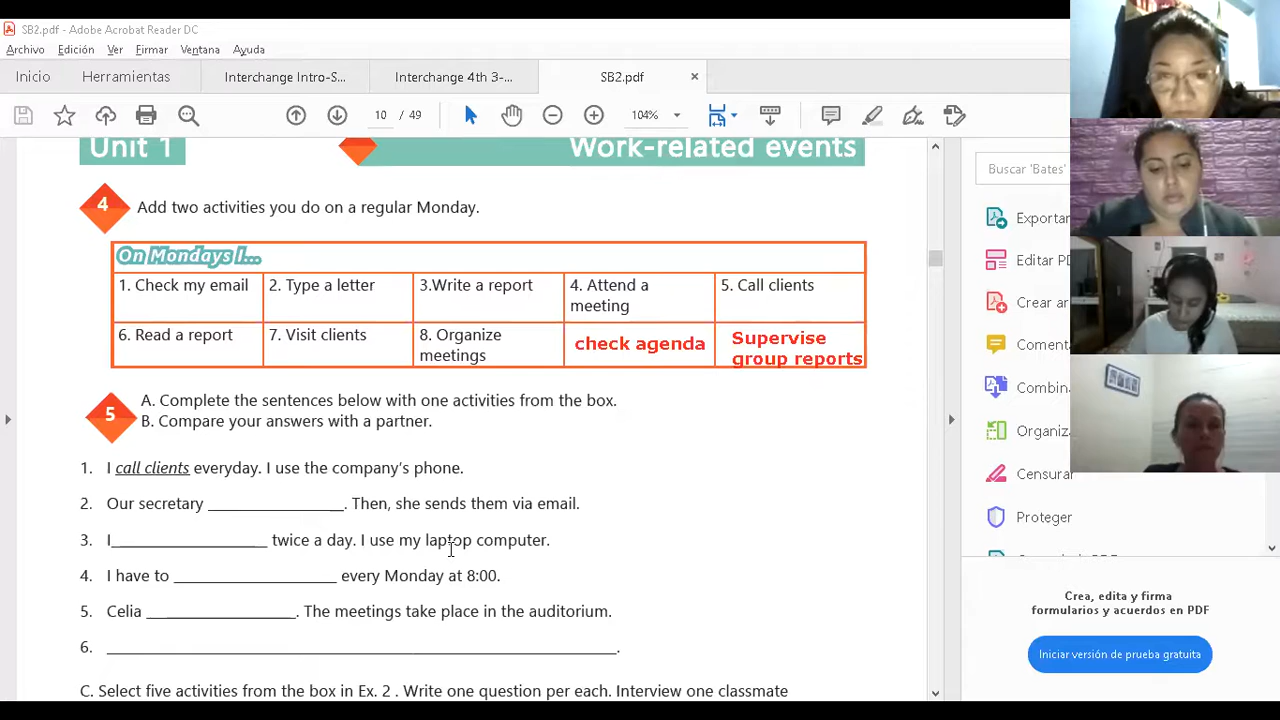 SB2.pdf - Adobe Acrobat Reader DC
Archivo Edición Ver Firmar Ventana Ayuda
Inicio Herramientas Interchange Intro-S... Interchange 4th 3-... SB2.pdf ×
10 / 49 104%
Unit 1 Work-related events
4 Add two activities you do on a regular Monday.
On Mondays I...
1. Check my email 2. Type a letter 3.Write a report 4. Attend a meeting 5. Call clients
6. Read a report 7. Visit clients 8. Organize meetings check agenda Supervise group reports
5 A. Complete the sentences below with one activities from the box.
B. Compare your answers with a partner.
1. I call clients everyday. I use the company's phone.
2. Our secretary _______________. Then, she sends them via email.
3. I_________________ twice a day. I use my laptop computer.
4. I have to __________________ every Monday at 8:00.
5. Celia ________________. The meetings take place in the auditorium.
6. ________________________________________________________.
C. Select five activities from the box in Ex. 2 . Write one question per each. Interview one classmate
Buscar 'Bates'
Exportar
Editar PD
Crear ar
Coment
Combin
Organiz
Censurar
Proteger
Crea, edita y firma
formularios y acuerdos en PDF
Iniciar versión de prueba gratuita